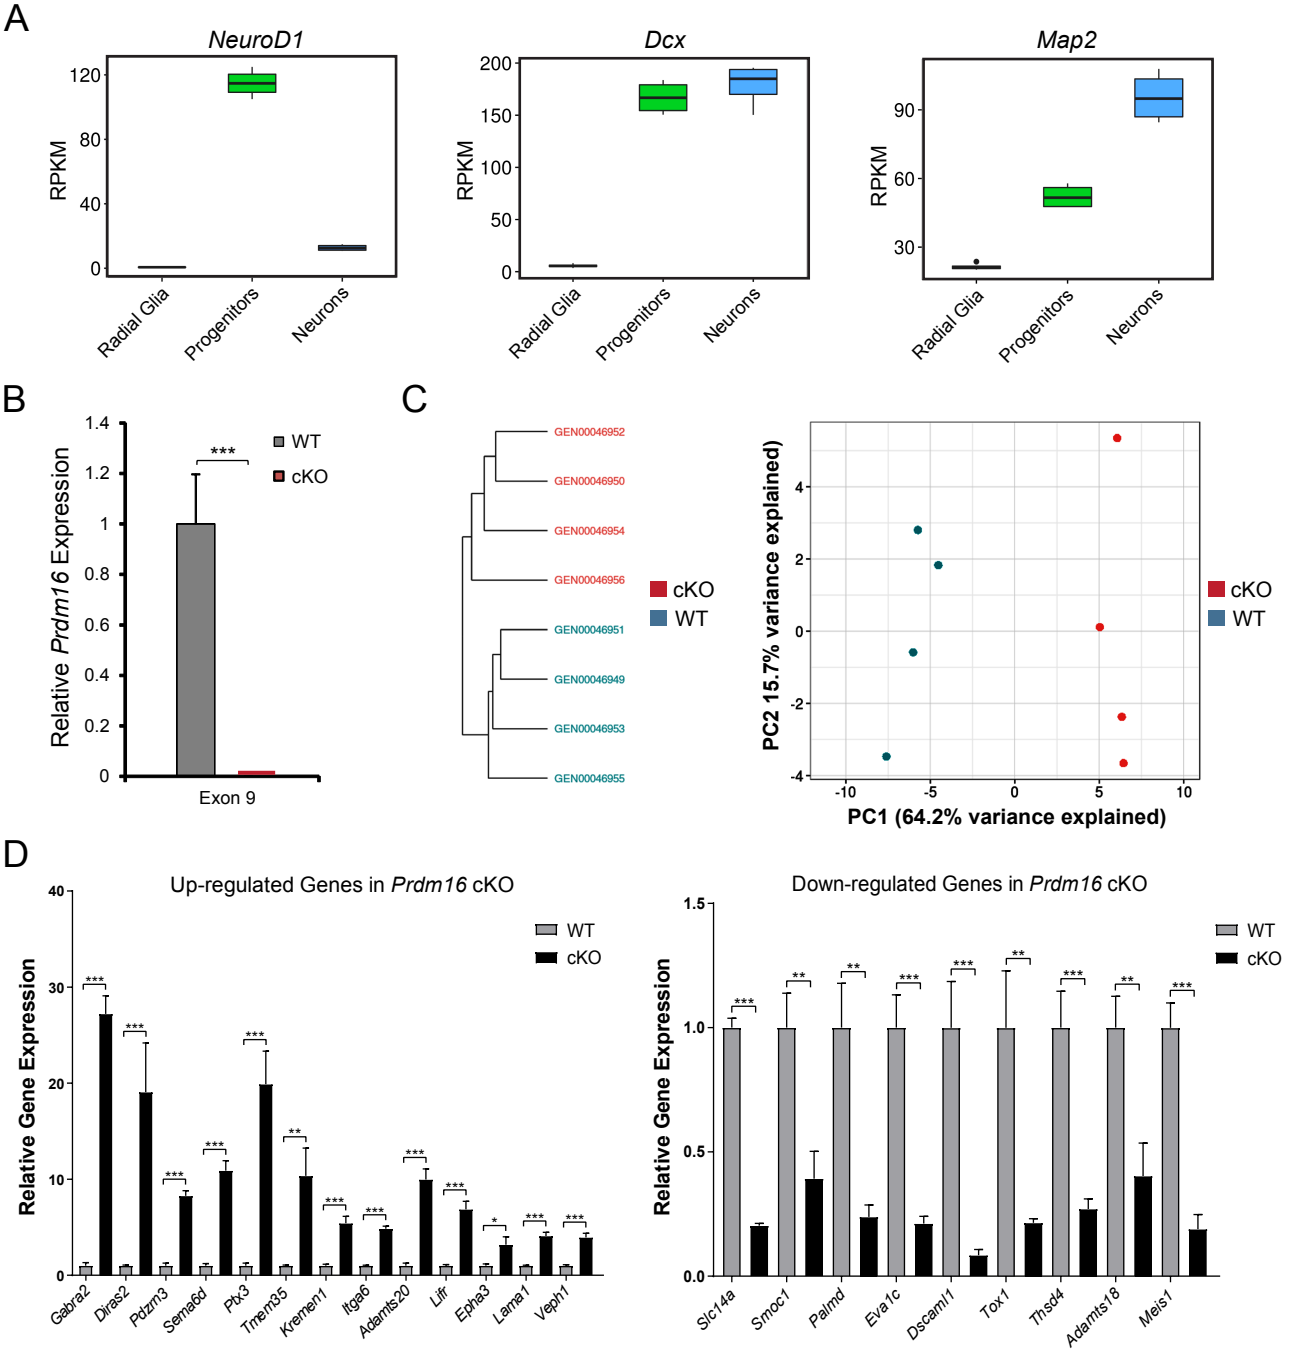 A
NeuroD1
Dcx
Map2
RPKM
120
80
40
0
Radial Glia
Progitors
Neurons
RPKM
200
150
100
50
0
Radial Glia
Progenitors
Neurons
RPKM
90
60
30
Radial Glia
Progenitors
Neurons
B
Relative Prdm16 Expression
1.4
1.2
1
0.8
0.6
0.4
0.2
0
***
WT
cKO
Exon 9
C
GEN00046952
GEN00046950
GEN00046954
GEN00046956
GEN00046951
GEN00046949
GEN00046953
GEN00046955
cKO
WT
PC2 15.7% variance explained)
4
2
0
-2
-4
-10
-5
0
5
10
PC1 (64.2% variance explained)
cKO
WT
D
Up-regulated Genes in Prdm16 cKO
Relative Gene Expression
40
30
20
10
0
WT
cKO
***
***
***
***
***
**
***
***
***
***
*
***
***
Gabra2
Diras2
Pdzrn3
Sema6d
Ptx3
Tmem35
Kremen1
Itga6
Adamts20
Lifr
Epha3
Lama1
Veph1
Down-regulated Genes in Prdm16 cKO
Relative Gene Expression
1.5
1.0
0.5
0.0
WT
cKO
***
**
**
***
***
**
***
**
***
Slc14a
Smoc1
Palmd
Eva1c
Dscaml1
Tox1
Thsd4
Adamts18
Meis1